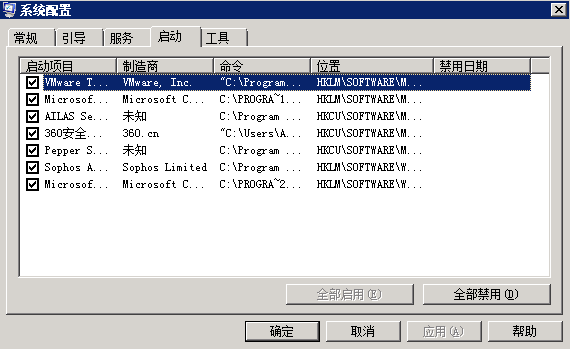 系统配置
常规 引导 服务 启动 工具
启动项目 制造商 命令 位置 禁用日期
VMware T... VMware, Inc. "C:\Program... HKLM\SOFTWARE\M...
Microsof... Microsoft C... C:\PROGRA~1... HKLM\SOFTWARE\M...
AILAS Se... 未知 C:\Program ... HKCU\SOFTWARE\M...
360安全... 360.cn "C:\Users\A... HKCU\SOFTWARE\M...
Pepper S... 未知 C:\Program ... HKCU\SOFTWARE\M...
Sophos A... Sophos Limited C:\Program ... HKLM\SOFTWARE\W...
Microsof... Microsoft C... C:\PROGRA~2... HKLM\SOFTWARE\W...
全部启用(E) 全部禁用(D)
确定 取消 应用(A) 帮助